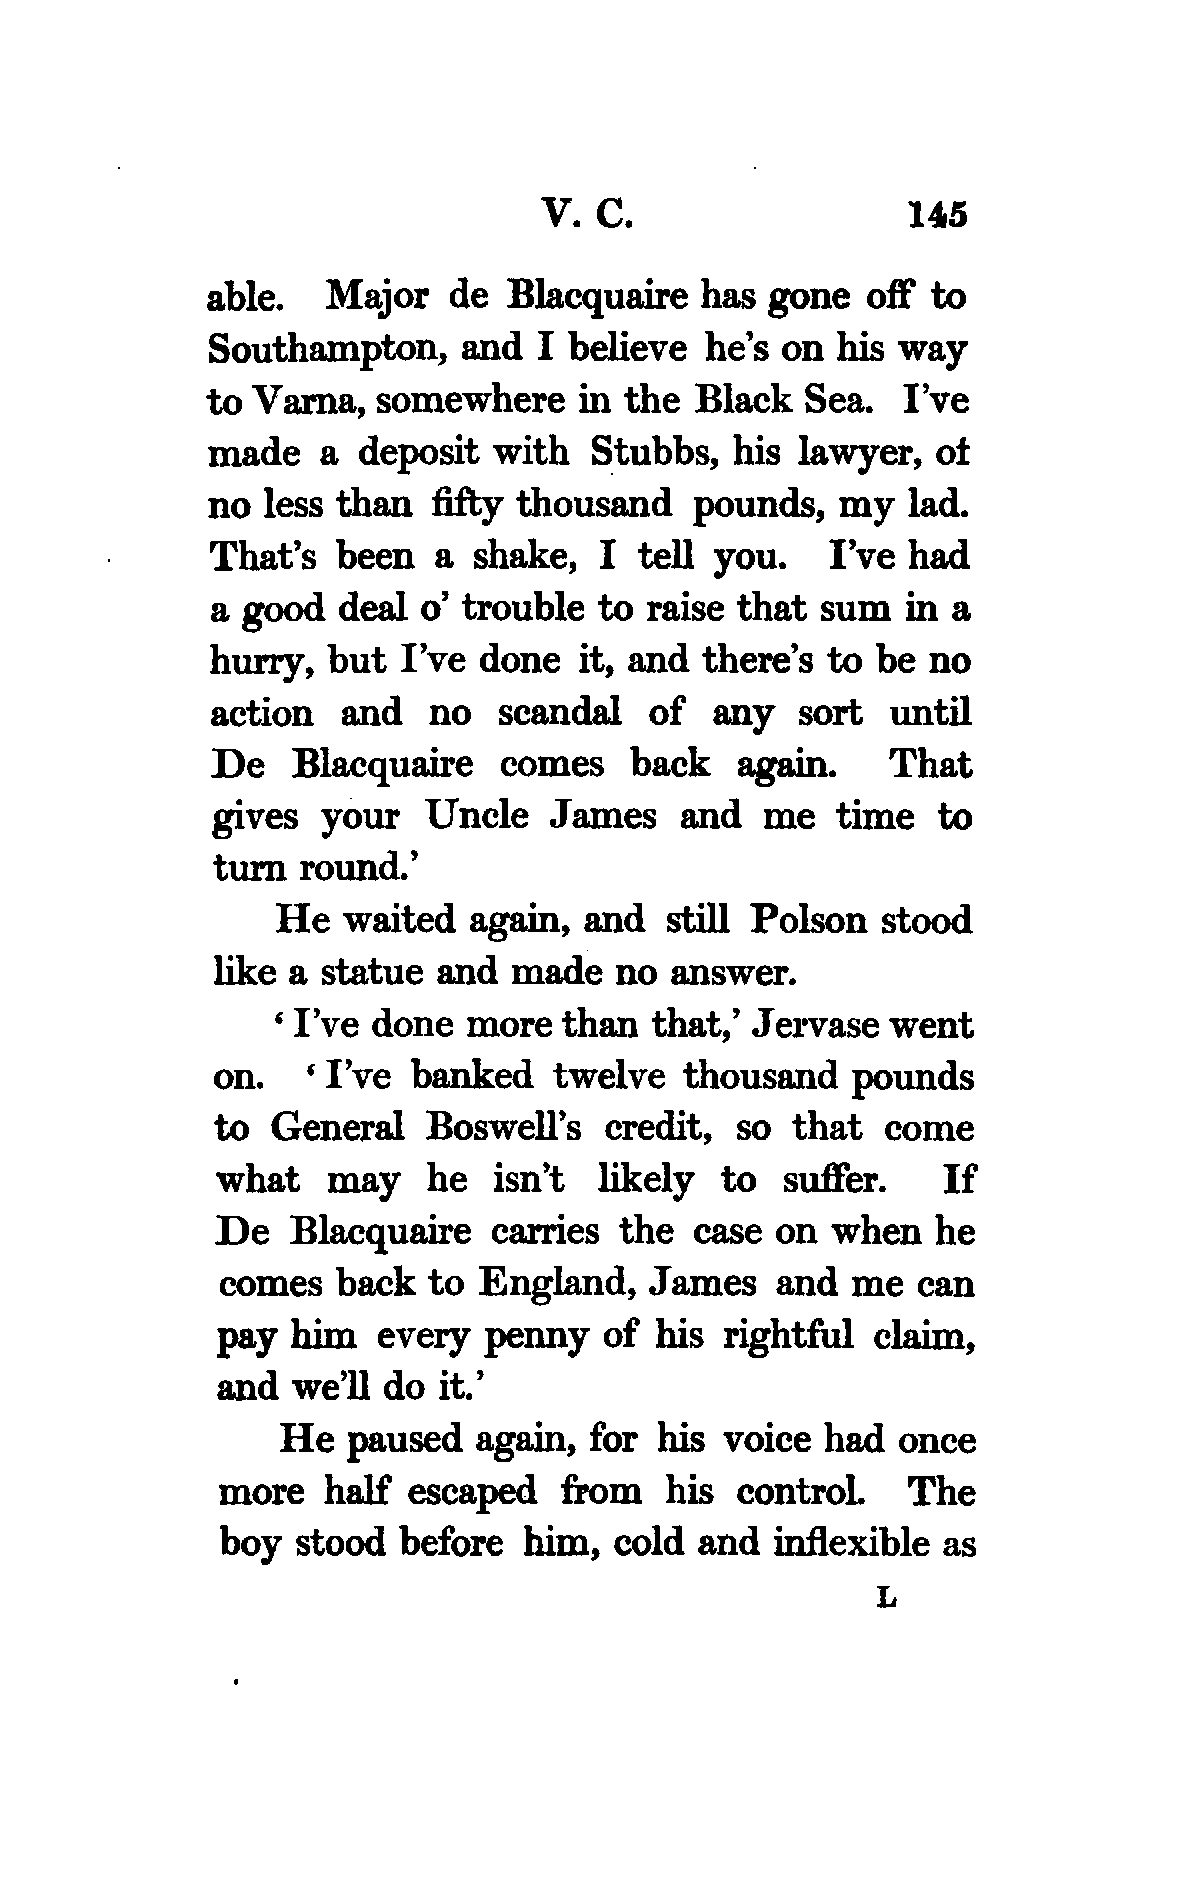 V. C. 145
able. Major de Blacquaire has gone off to
Southampton, and I believe he's on his way
to Varna, somewhere in the Black Sea. I've
made a deposit with Stubbs, his lawyer, of
no less than fifty thousand pounds, my lad.
That's been a shake, I tell you. I've had
a good deal o' trouble to raise that sum in a
hurry, but I've done it, and there's to be no
action and no scandal of any sort until
De Blacquaire comes back again. That
gives your Uncle James and me time to
turn round.'
He waited again, and still Polson stood
like a statue and made no answer.
‘ I've done more than that,’ Jervase went
on. ‘ I've banked twelve thousand pounds
to General Boswell's credit, so that come
what may he isn't likely to suffer. If
De Blacquaire carries the case on when he
comes back to England, James and me can
pay him every penny of his rightful claim,
and we'll do it.’
He paused again, for his voice had once
more half escaped from his control. The
boy stood before him, cold and inflexible as
L